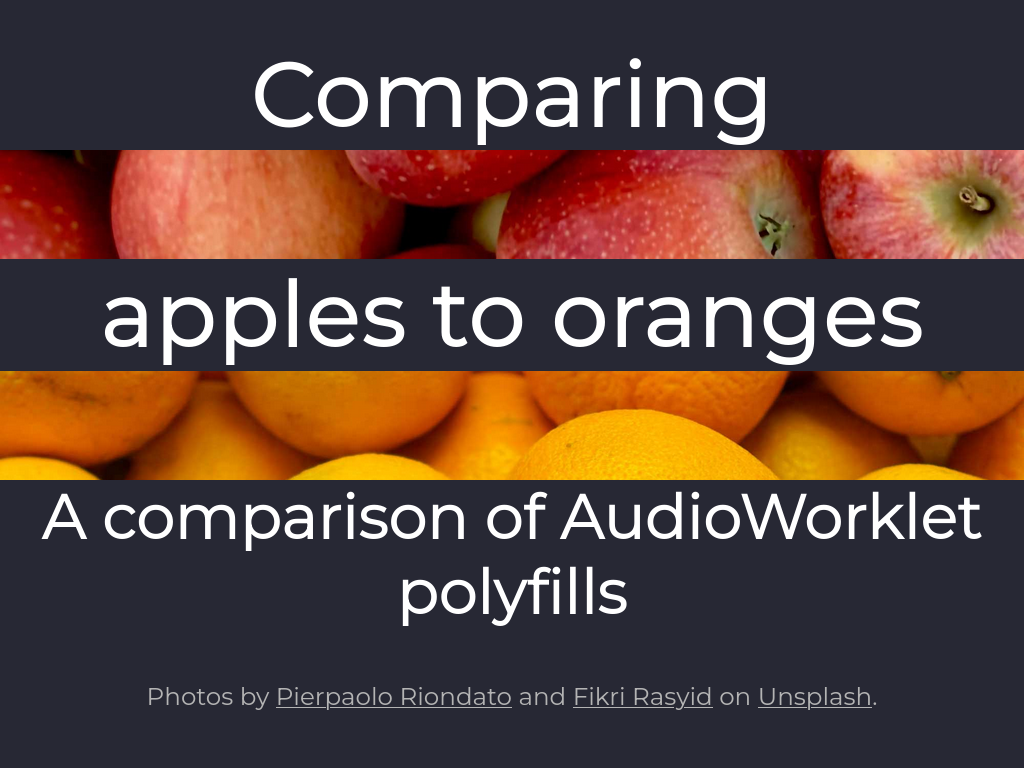 Comparing
apples to oranges
A comparison of AudioWorklet
polyfills
Photos by Pierpaolo Riondato and Fikri Rasyid on Unsplash.